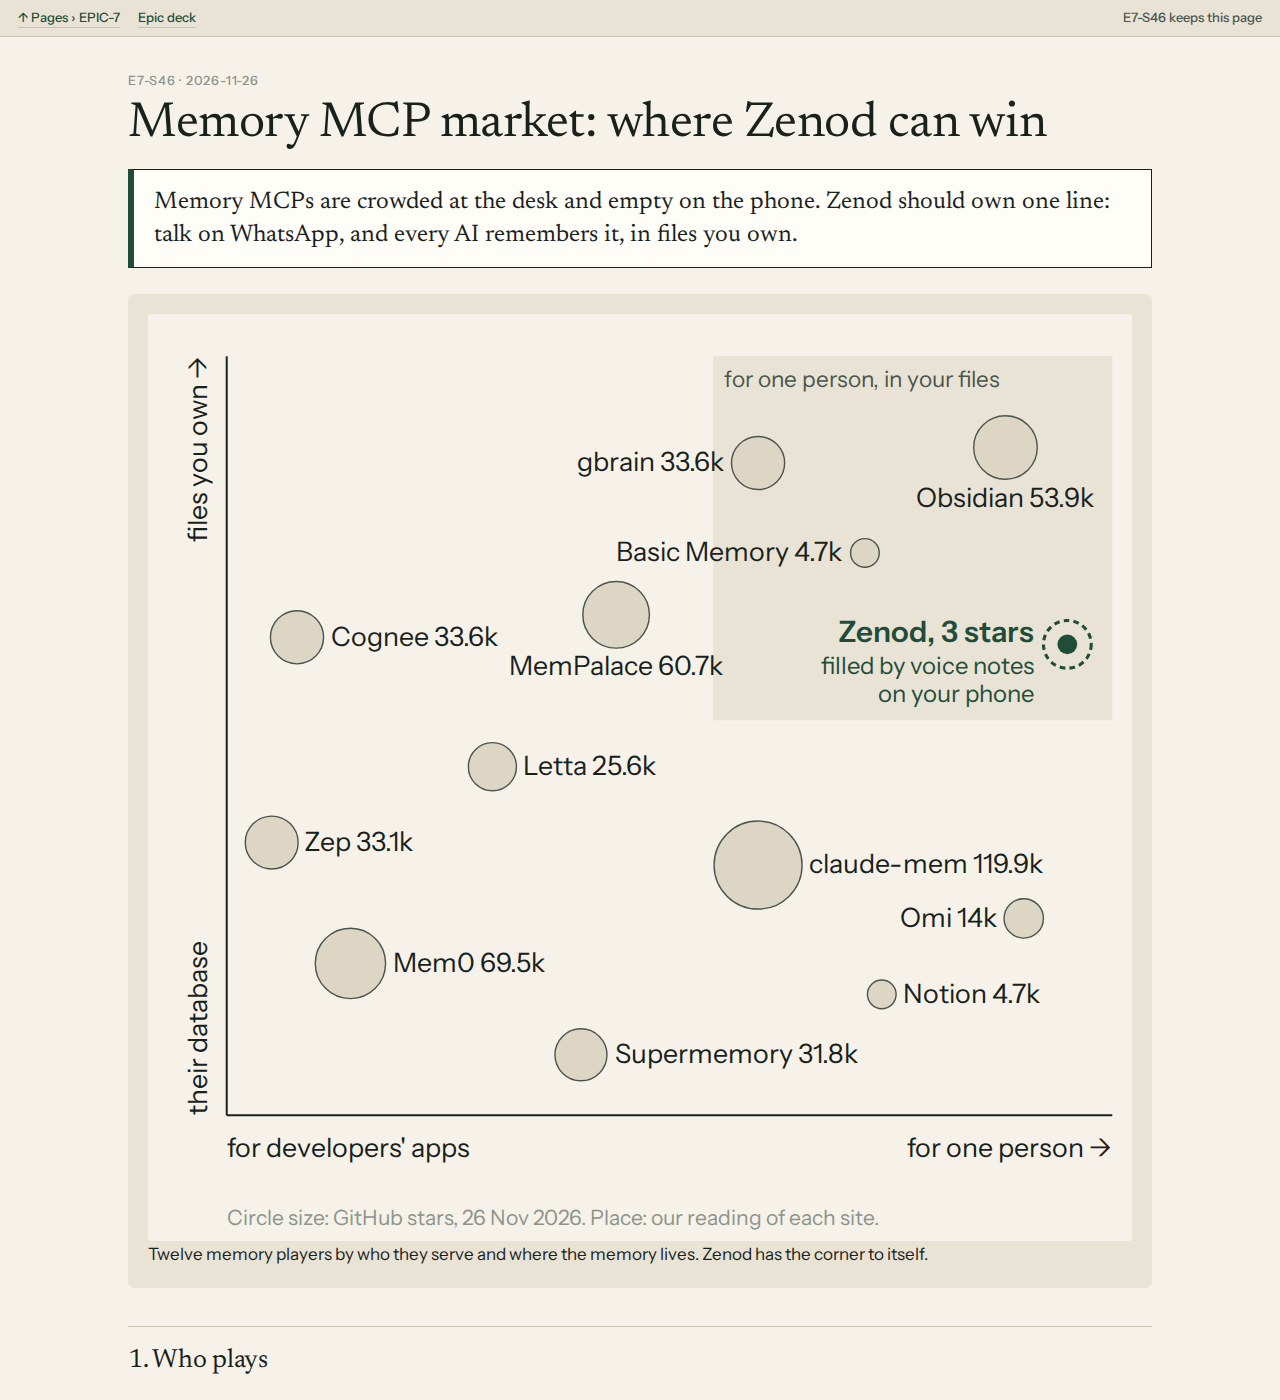 ↑ Pages › EPIC-7
Epic deck
E7-S46 keeps this page
E7-S46 · 2026-11-26
Memory MCP market: where Zenod can win
Memory MCPs are crowded at the desk and empty on the phone. Zenod should own one line:
talk on WhatsApp, and every AI remembers it, in files you own.
files you own →
for one person, in your files
gbrain 33.6k
Obsidian 53.9k
Basic Memory 4.7k
Cognee 33.6k
MemPalace 60.7k
Zenod, 3 stars
filled by voice notes
on your phone
Letta 25.6k
Zep 33.1k
claude-mem 119.9k
Omi 14k
Mem0 69.5k
Notion 4.7k
Supermemory 31.8k
their database
for developers' apps
for one person →
Circle size: GitHub stars, 26 Nov 2026. Place: our reading of each site.
Twelve memory players by who they serve and where the memory lives. Zenod has the corner to itself.
1. Who plays